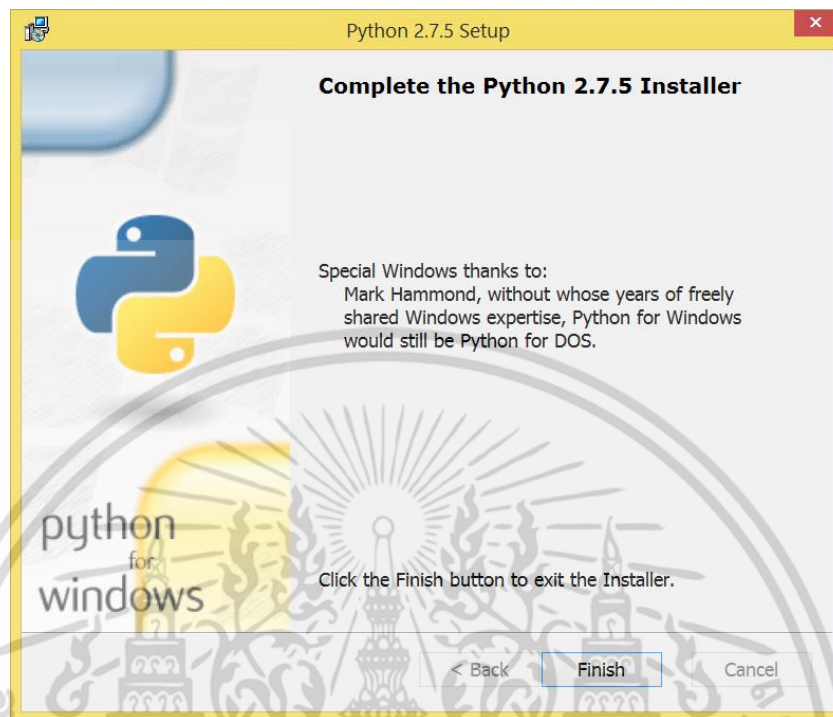 Python 2.7.5 Setup
Complete the Python 2.7.5 Installer
Special Windows thanks to:
Mark Hammond, without whose years of freely
shared Windows expertise, Python for Windows
would still be Python for DOS.
python
for
windows
Click the Finish button to exit the Installer.
< Back
Finish
Cancel